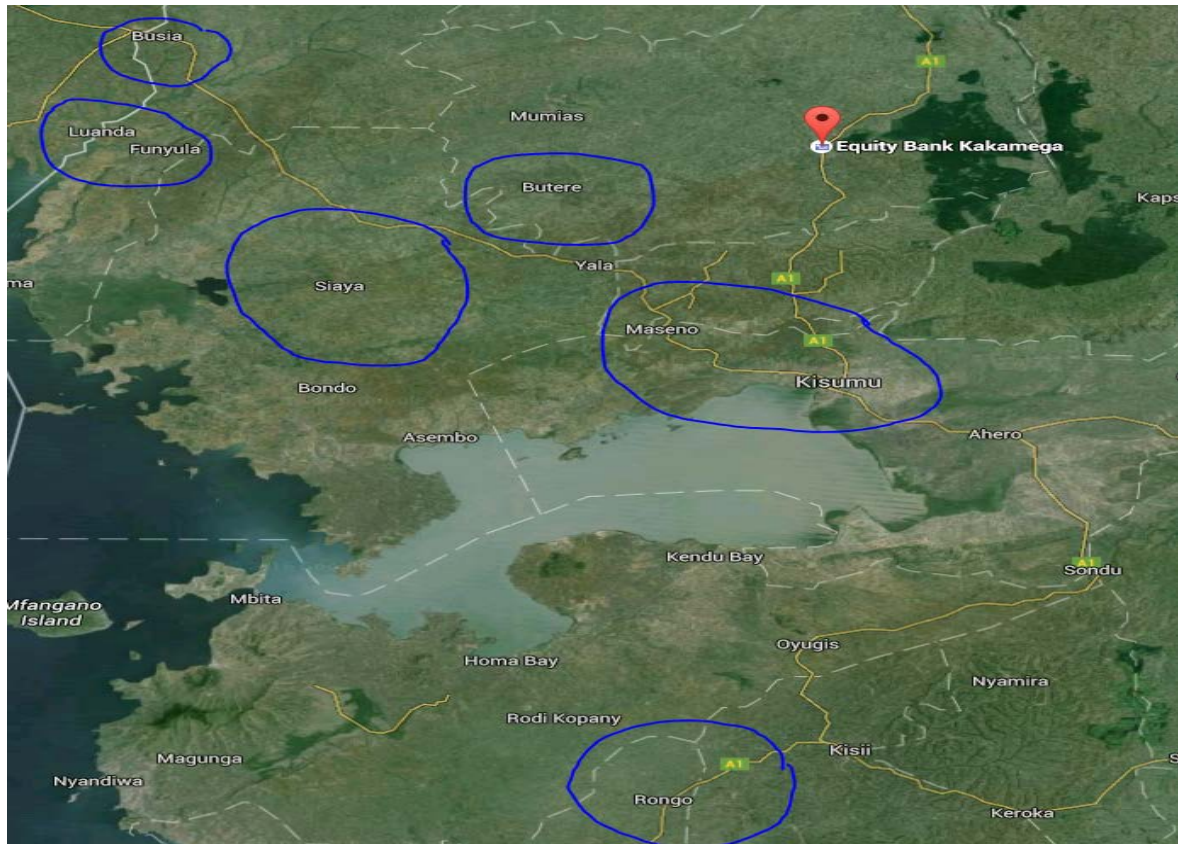 Busia
A1
Mumias
Luanda
Funyula
Equity Bank Kakamega
Butere
Kaps
Yala
A1
ma
Siaya
Maseno
A1
Kisumu
Bondo
Asembo
Ahero
Kendu Bay
A1
Sondu
Mbita
Mfangano
Island
Oyugis
Homa Bay
Nyamira
Rodi Kopany
Kisii
Magunga
S
A1
Nyandiwa
Rongo
Keroka